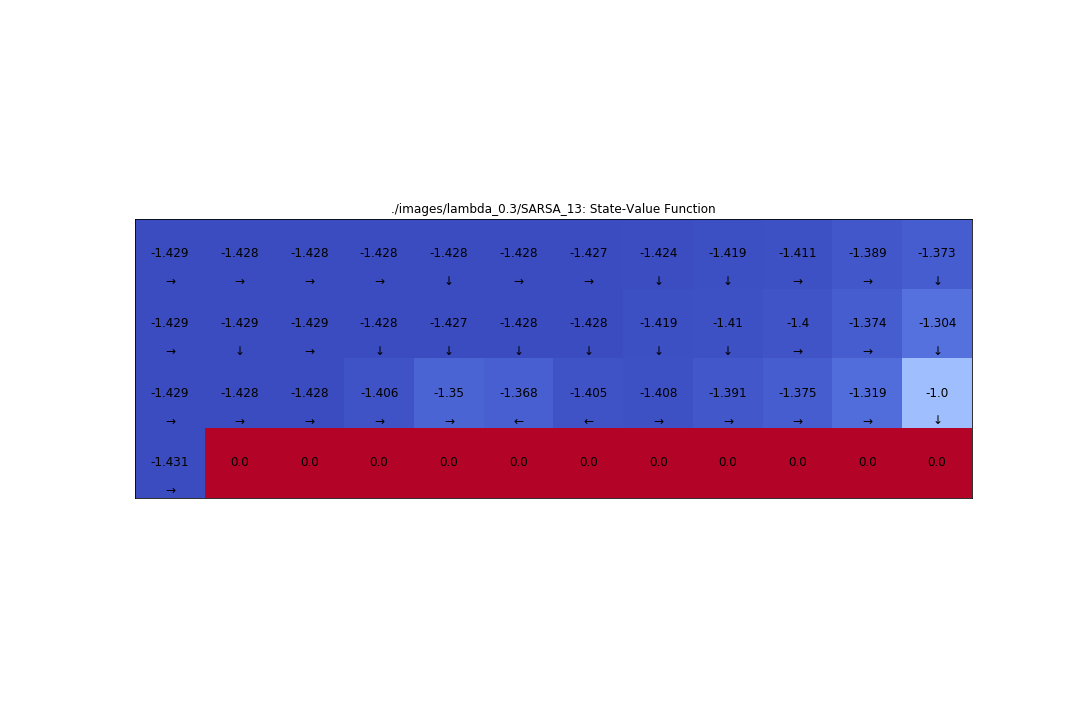 ./images/lambda_0.3/SARSA_13: State-Value Function
-1.429 -1.428 -1.428 -1.428 -1.428 -1.428 -1.427 -1.424 -1.419 -1.411 -1.389 -1.373
→ → → → ↓ → → ↓ ↓ → → ↓
-1.429 -1.429 -1.429 -1.428 -1.427 -1.428 -1.428 -1.419 -1.41 -1.4 -1.374 -1.304
→ ↓ → ↓ ↓ ↓ ↓ ↓ ↓ → → ↓
-1.429 -1.428 -1.428 -1.406 -1.35 -1.368 -1.405 -1.408 -1.391 -1.375 -1.319 -1.0
→ → → → → ← ← → → → → ↓
-1.431 0.0 0.0 0.0 0.0 0.0 0.0 0.0 0.0 0.0 0.0 0.0
→